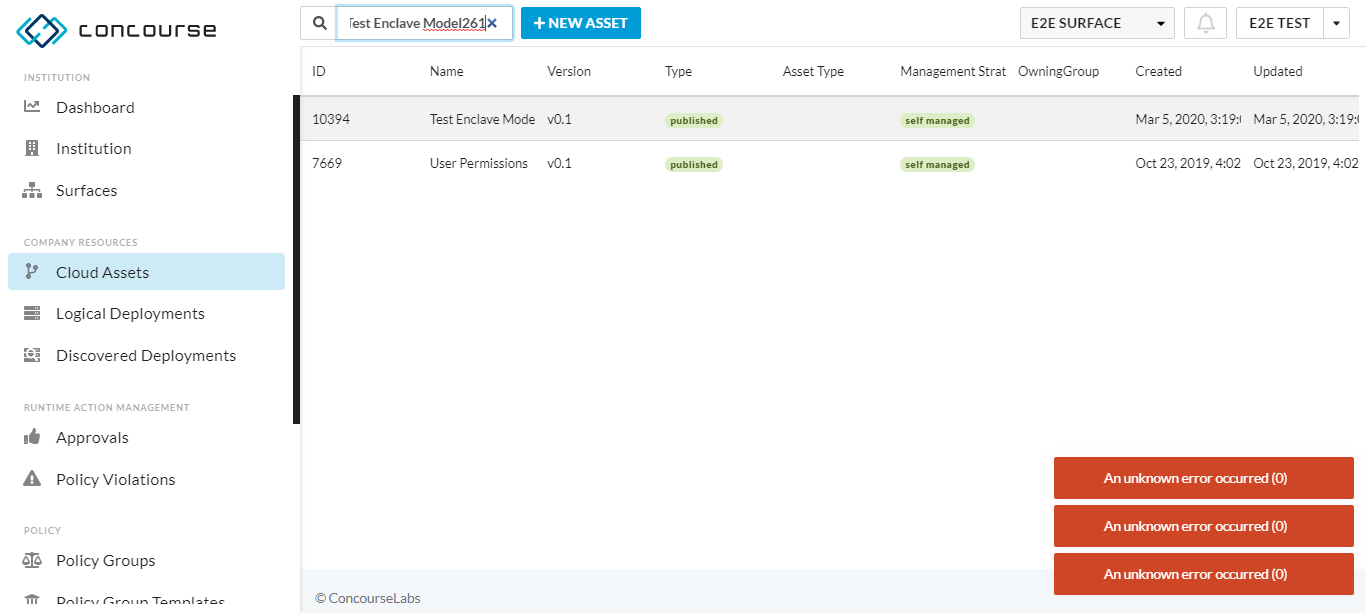 concourse
Test Enclave Model261
NEW ASSET
E2E SURFACE
E2E TEST
INSTITUTION
Dashboard
Institution
Surfaces
COMPANY RESOURCES
Cloud Assets
Logical Deployments
Discovered Deployments
RUNTIME ACTION MANAGEMENT
Approvals
Policy Violations
POLICY
Policy Groups
Policy Group Templates
ID Name Version Type Asset Type Management Strat OwningGroup Created Updated
10394 Test Enclave Mode v0.1 published self managed Mar 5, 2020, 3:19:( Mar 5, 2020, 3:19:(
7669 User Permissions v0.1 published self managed Oct 23, 2019, 4:02 Oct 23, 2019, 4:02
An unknown error occurred (0)
An unknown error occurred (0)
An unknown error occurred (0)
© ConcourseLabs